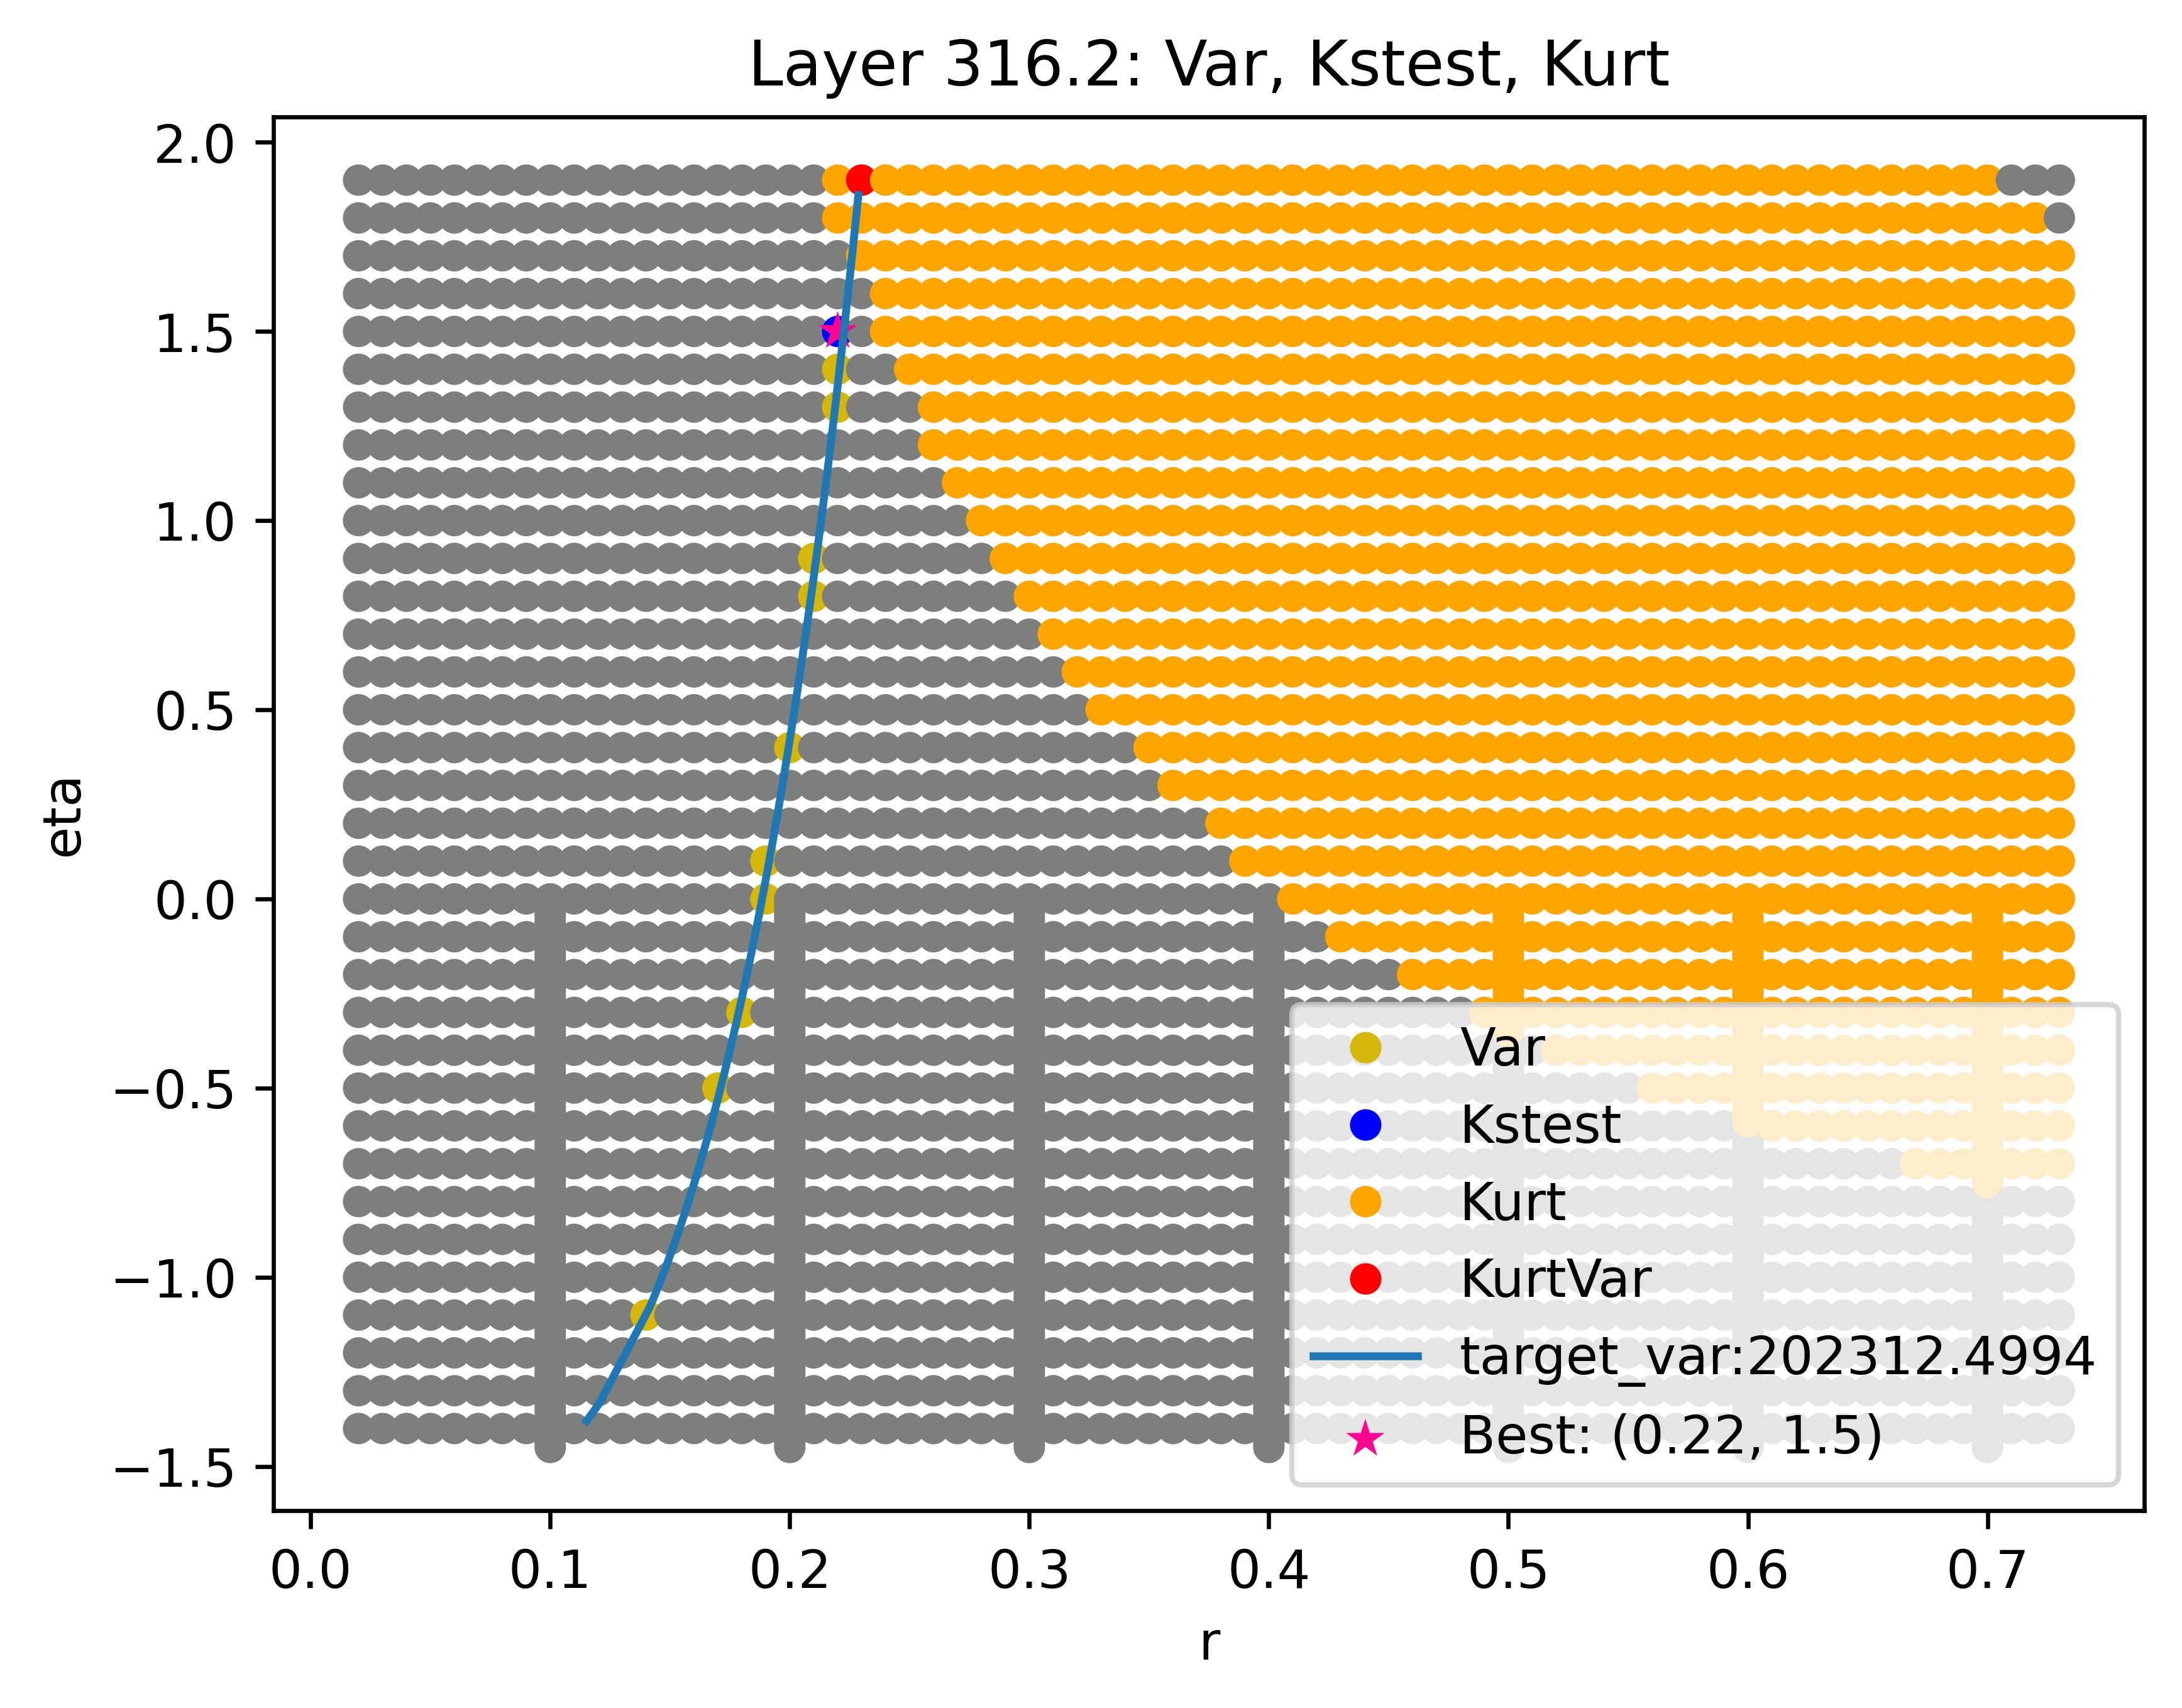 Layer 316.2: Var, Kstest, Kurt
eta
2.0
1.5
1.0
0.5
0.0
−0.5
−1.0
−1.5
Var
Kstest
Kurt
KurtVar
target_var:202312.4994
Best: (0.22, 1.5)
0.0 0.1 0.2 0.3 0.4 0.5 0.6 0.7
r